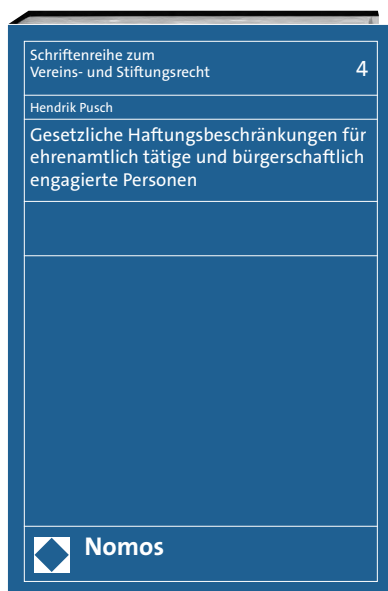 Schriftenreihe zum
Vereins- und Stiftungsrecht 4
Hendrik Pusch
Gesetzliche Haftungsbeschränkungen für
ehrenamtlich tätige und bürgerschaftlich
engagierte Personen
Nomos